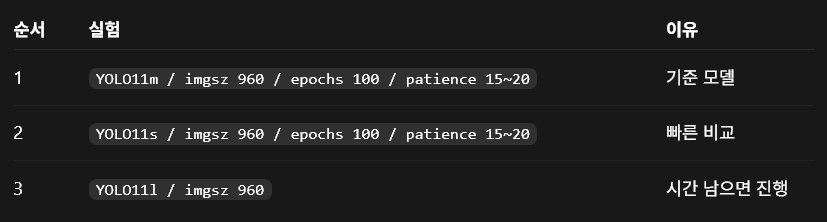 순서 실험 이유
1 YOLO11m / imgsz 960 / epochs 100 / patience 15~20 기준 모델
2 YOLO11s / imgsz 960 / epochs 100 / patience 15~20 빠른 비교
3 YOLO11l / imgsz 960 시간 남으면 진행